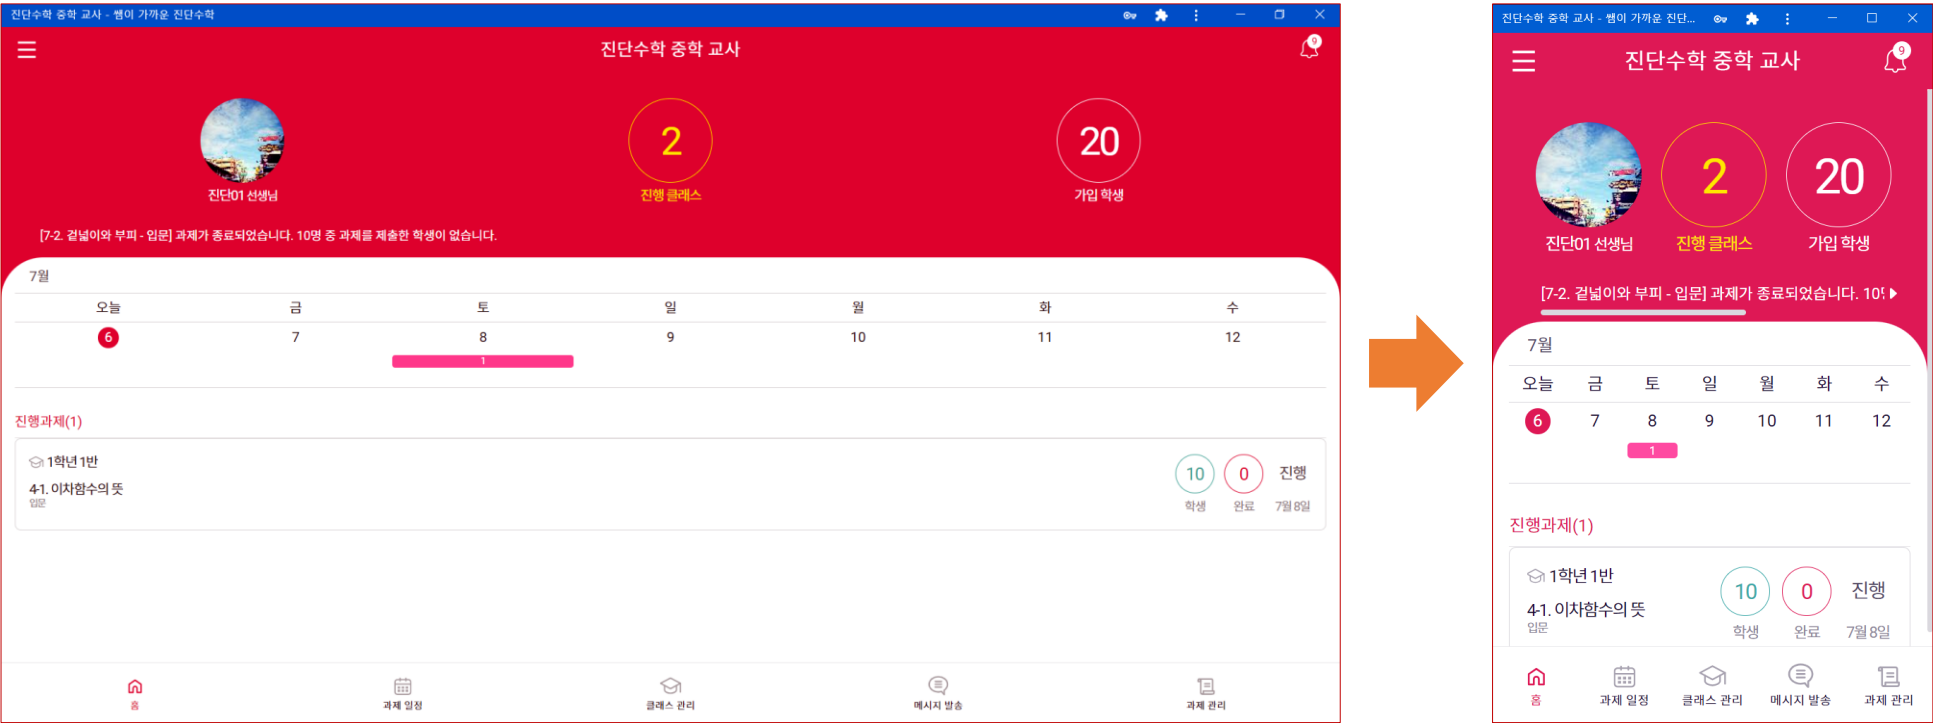 진단수학 중학 교사 - 쌤이 가까운 진단수학
진단수학 중학 교사
9
2
20
진단01 선생님
진행 클래스
가입 학생
[7-2. 겉넓이와 부피 - 입문] 과제가 종료되었습니다. 10명 중 과제를 제출한 학생이 없습니다.
7월
오늘 금 토 일 월 화 수
6 7 8 9 10 11 12
1
진행과제(1)
1학년 1반
4-1. 이차함수의 뜻
입문
10 0 진행
학생 완료 7월 8일
홈 과제 일정 클래스 관리 메시지 발송 과제 관리
진단수학 중학 교사 - 쌤이 가까운 진단...
진단수학 중학 교사
9
2
20
진단01 선생님
진행 클래스
가입 학생
[7-2. 겉넓이와 부피 - 입문] 과제가 종료되었습니다. 10
7월
오늘 금 토 일 월 화 수
6 7 8 9 10 11 12
1
진행과제(1)
1학년 1반
4-1. 이차함수의 뜻
입문
10 0 진행
학생 완료 7월 8일
홈 과제 일정 클래스 관리 메시지 발송 과제 관리